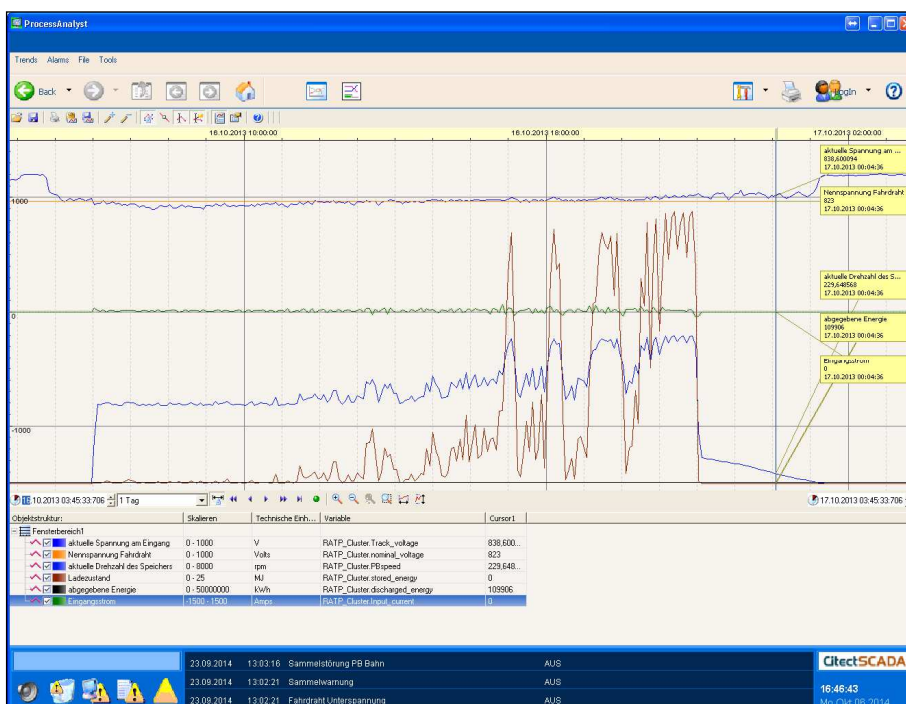 ProcessAnalyst
Trends Alarms File Tools
Back
LogIn
16.10.2013 10:00:00 16.10.2013 18:00:00 17.10.2013 02:00:00
1000
0
-1000
aktuelle Spannung am ...
838,600094
17.10.2013 00:04:36
Nennspannung Fahrdraht
823
17.10.2013 00:04:36
aktuelle Drehzahl des S...
229,648568
17.10.2013 00:04:36
abgegebene Energie
109906
17.10.2013 00:04:36
Eingangsstrom
0
17.10.2013 00:04:36
16.10.2013 03:45:33:706 1 Tag 17.10.2013 03:45:33:706
Objektstruktur: Skalieren Technische Einh... Variable Cursor1
Fensterbereich1
aktuelle Spannung am Eingang 0 - 1000 V RATP_Cluster.Track_voltage 838,600...
Nennspannung Fahrdraht 0 - 1000 Volts RATP_Cluster.nominal_voltage 823
aktuelle Drehzahl des Speichers 0 - 8000 rpm RATP_Cluster.PBspeed 229,648...
Ladezustand 0 - 25 MJ RATP_Cluster.stored_energy 0
abgegebene Energie 0 - 50000000 kWh RATP_Cluster.discharged_energy 109906
Eingangsstrom -1500 - 1500 Amps RATP_Cluster.Input_current 0
23.09.2014 13:03:16 Sammelstörung PB Bahn AUS
23.09.2014 13:02:21 Sammelwarnung AUS
23.09.2014 13:02:21 Fahrdraht Unterspannung AUS
CitectSCADA
16:46:43
Mo Okt 06 2014